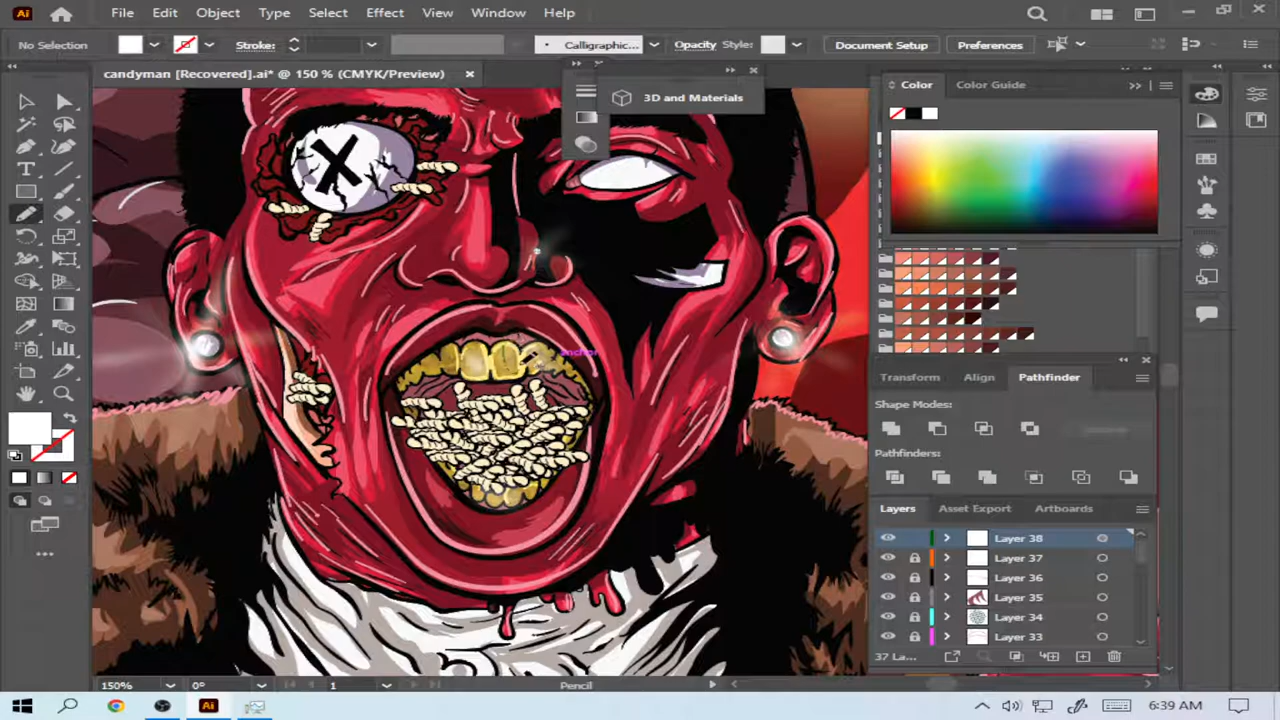 Ai File Edit Object Type Select Effect View Window Help
No Selection Stroke: Calligraphic... Opacity Style: Document Setup Preferences
candyman [Recovered].ai* @ 150 % (CMYK/Preview)
3D and Materials
Color Color Guide
X
anchor
Transform Align Pathfinder
Shape Modes:
Pathfinders:
Layers Asset Export Artboards
Layer 38
Layer 37
Layer 36
Layer 35
Layer 34
Layer 33
37 La...
150% 0° 1 Pencil
Ai 6:39 AM